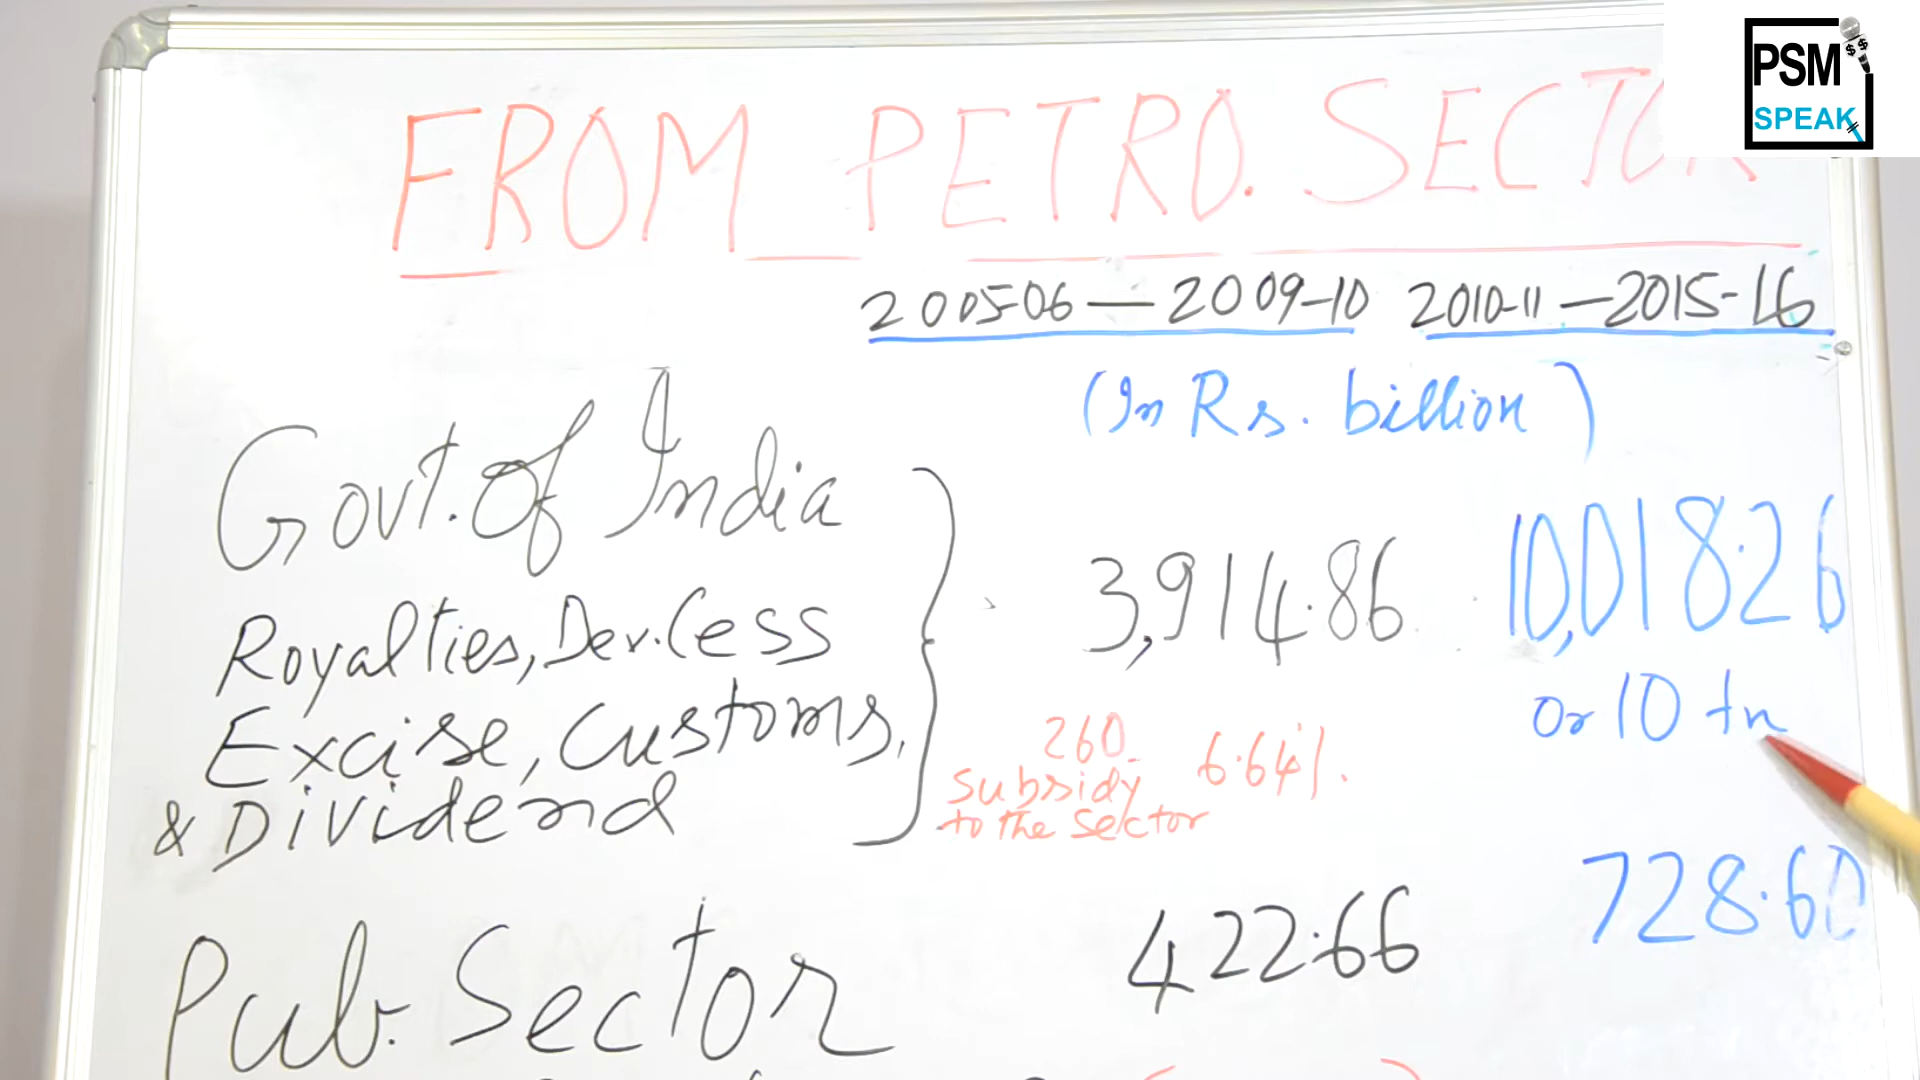 PSM
SPEAK
FROM PETRO. SECTOR
2005-06 — 2009-10 2010-11 — 2015-16
(In Rs. billion)
Govt. of India
Royalties, Dev. Cess
Excise, Customs,
& Dividend
3,914.86 10,018.26
or 10 tn
260 6.64%.
Subsidy
to the Sector
Pub. Sector 422.66 728.60